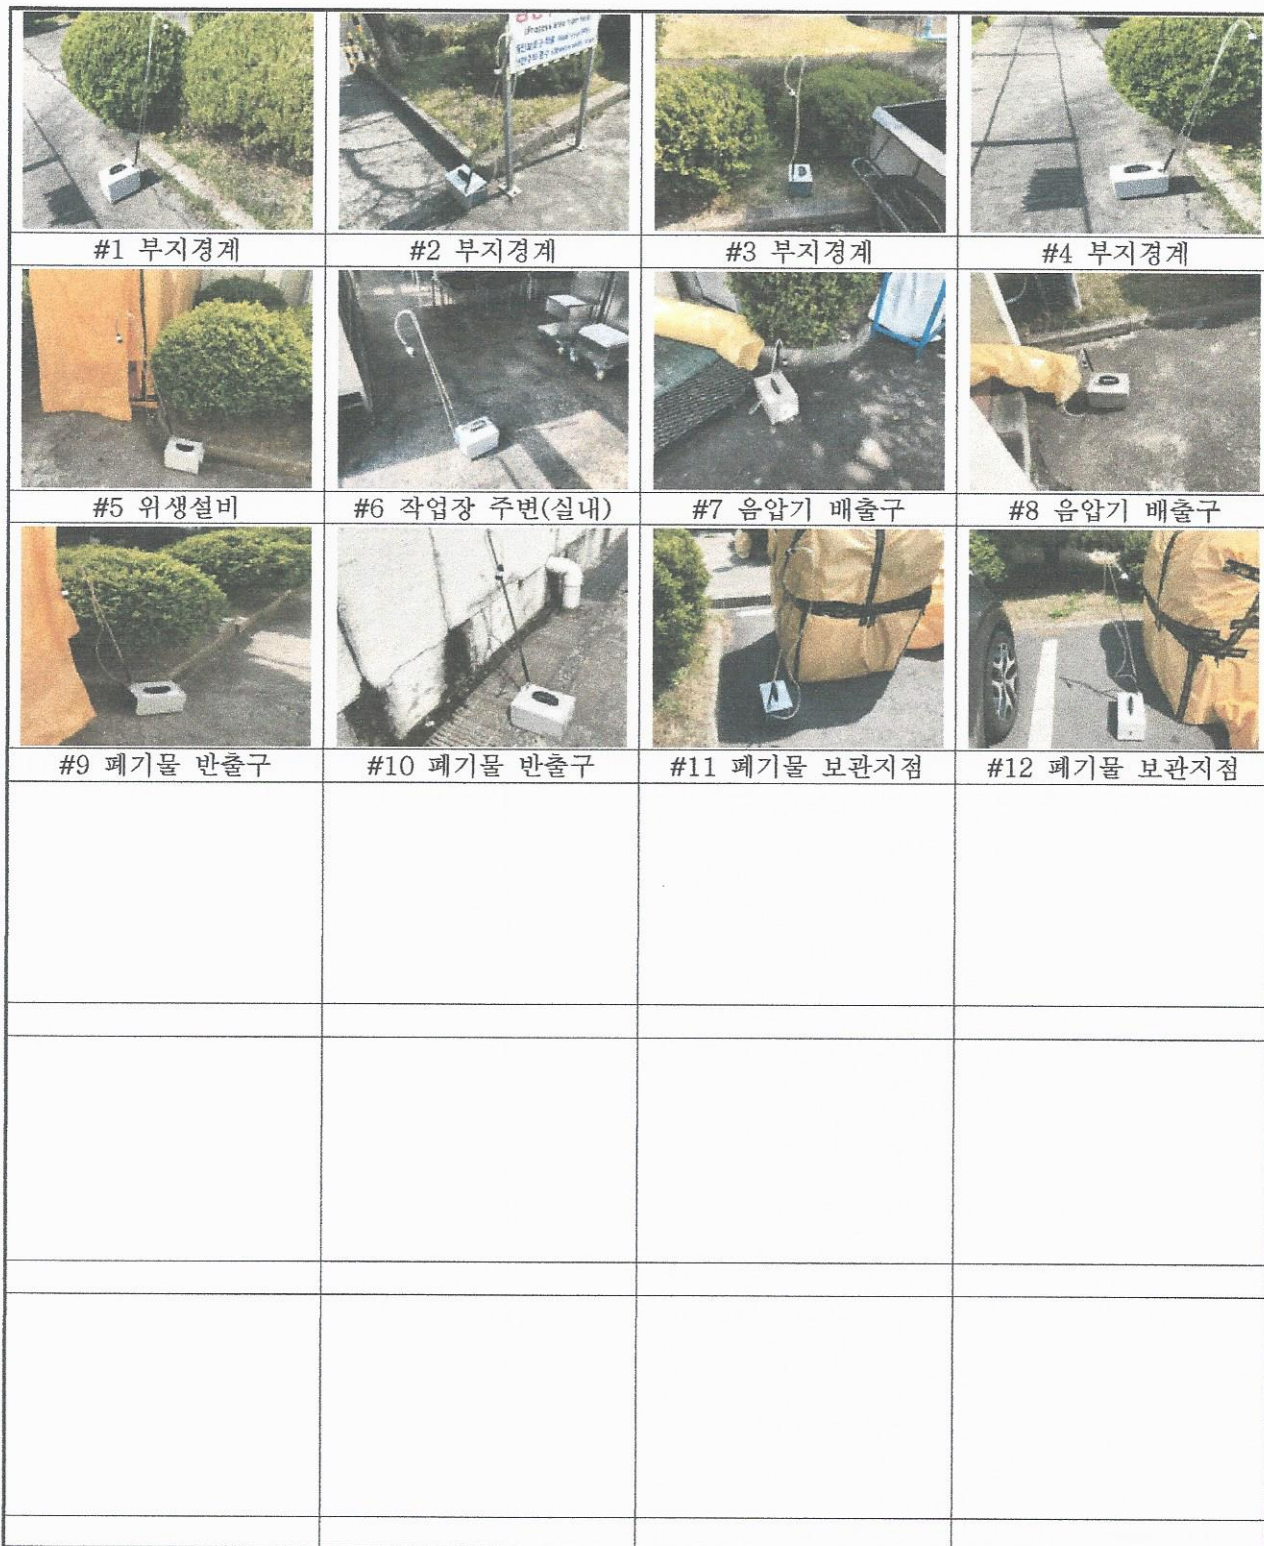 #1 부지경계
#2 부지경계
#3 부지경계
#4 부지경계
#5 위생설비
#6 작업장 주변(실내)
#7 음압기 배출구
#8 음압기 배출구
#9 폐기물 반출구
#10 폐기물 반출구
#11 폐기물 보관지점
#12 폐기물 보관지점